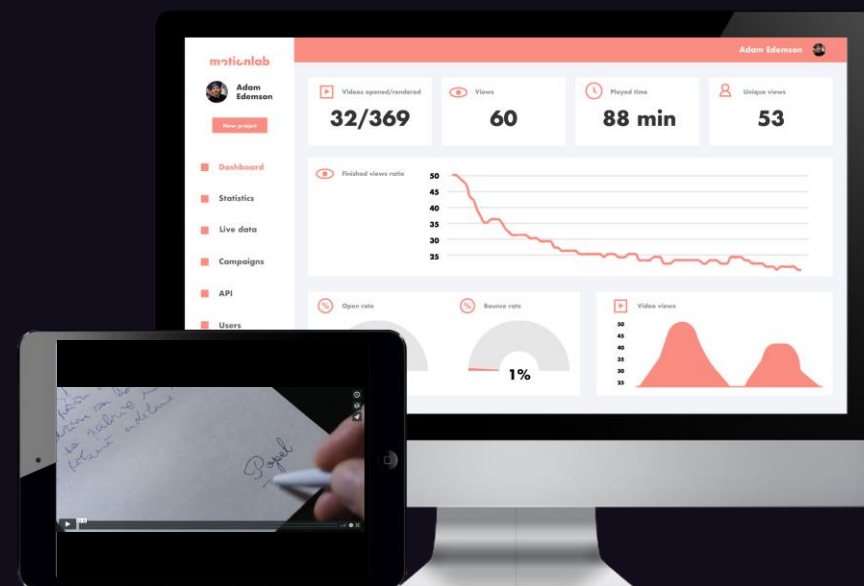 Adam Edemson
motionlab
Adam
Edemson
New project
Dashboard
Statistics
Live data
Campaigns
API
Users
Videos opened/rendered
32/369
Views
60
Played time
88 min
Unique views
53
Finished views ratio
50
45
40
35
30
25
Open rate
Bounce rate
1%
Video views
50
45
40
35
30
25
Popel